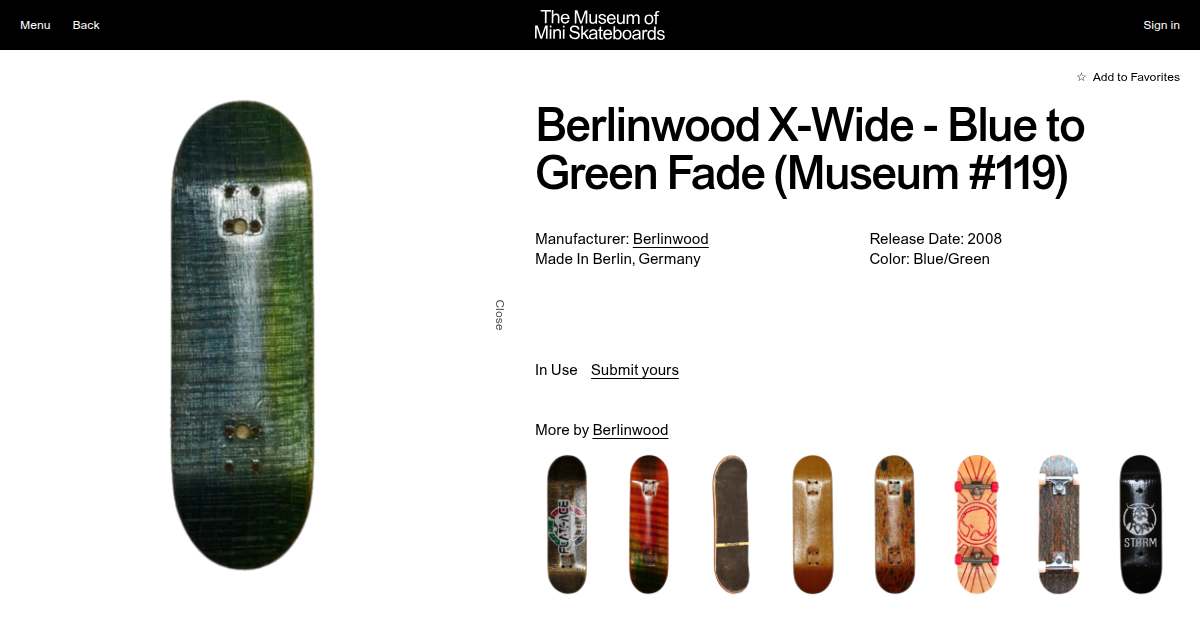 Menu
Back
The Museum of
Mini Skateboards
Sign in
☆ Add to Favorites
Berlinwood X-Wide - Blue to
Green Fade (Museum #119)
Manufacturer: Berlinwood
Made In Berlin, Germany
Release Date: 2008
Color: Blue/Green
Close
In Use
Submit yours
More by Berlinwood
FLATFACE
STORM